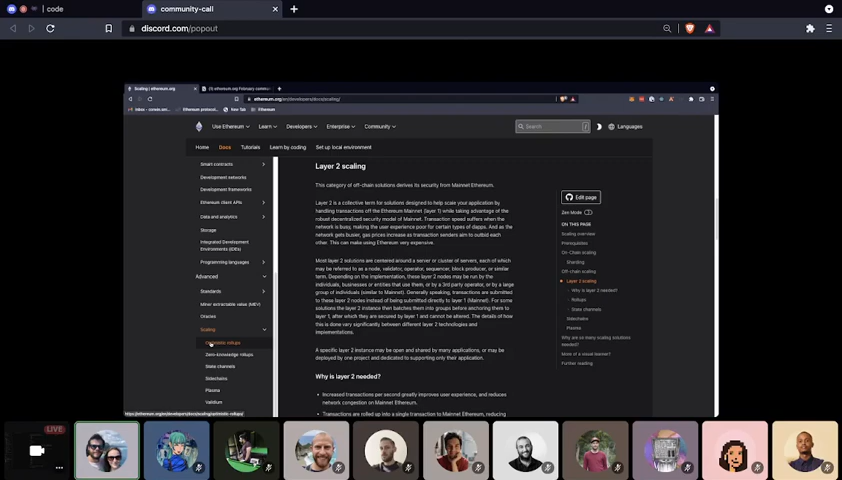 code
community-call
discord.com/popout
Scaling | ethereum.org
ethereum.org/en/developers/docs/scaling/
New Tab
Ethereum
Use Ethereum
Learn
Developers
Enterprise
Community
Search
/
Languages
Home
Docs
Tutorials
Learn by coding
Set up local environment
Smart contracts
Development networks
Development frameworks
Ethereum client APIs
Data and analytics
Storage
Integrated Development
Environments (IDEs)
Programming languages
Advanced
Standards
Miner extractable value (MEV)
Oracles
Scaling
Optimistic rollups
Zero-knowledge rollups
State channels
Sidechains
Plasma
Validium
https://ethereum.org/en/developers/docs/scaling/optimistic-rollups/
Layer 2 scaling
This category of off-chain solutions derives its security from Mainnet Ethereum.
Layer 2 is a collective term for solutions designed to help scale your application by
handling transactions off the Ethereum Mainnet (layer 1) while taking advantage of the
robust decentralized security model of Mainnet. Transaction speed suffers when the
network is busy, making the user experience poor for certain types of dapps. And as the
network gets busier, gas prices increase as transaction senders aim to outbid each
other. This can make using Ethereum very expensive.
Most layer 2 solutions are centered around a server or cluster of servers, each of which
may be referred to as a node, validator, operator, sequencer, block producer, or similar
term. Depending on the implementation, these layer 2 nodes may be run by the
individuals, businesses or entities that use them, or by a 3rd party operator, or by a large
group of individuals (similar to Mainnet). Generally speaking, transactions are submitted
to these layer 2 nodes instead of being submitted directly to layer 1 (Mainnet). For some
solutions the layer 2 instance then batches them into groups before anchoring them to
layer 1, after which they are secured by layer 1 and cannot be altered. The details of how
this is done vary significantly between different layer 2 technologies and
implementations.
A specific layer 2 instance may be open and shared by many applications, or may be
deployed by one project and dedicated to supporting only their application.
Why is layer 2 needed?
Increased transactions per second greatly improves user experience, and reduces
network congestion on Mainnet Ethereum.
Transactions are rolled up into a single transaction to Mainnet Ethereum, reducing
Edit page
Zen Mode
ON THIS PAGE
Scaling overview
Prerequisites
On-Chain scaling
Sharding
Off-chain scaling
Layer 2 scaling
Why is layer 2 needed?
Rollups
State channels
Sidechains
Plasma
Why are so many scaling solutions
needed?
More of a visual learner?
Further reading
LIVE